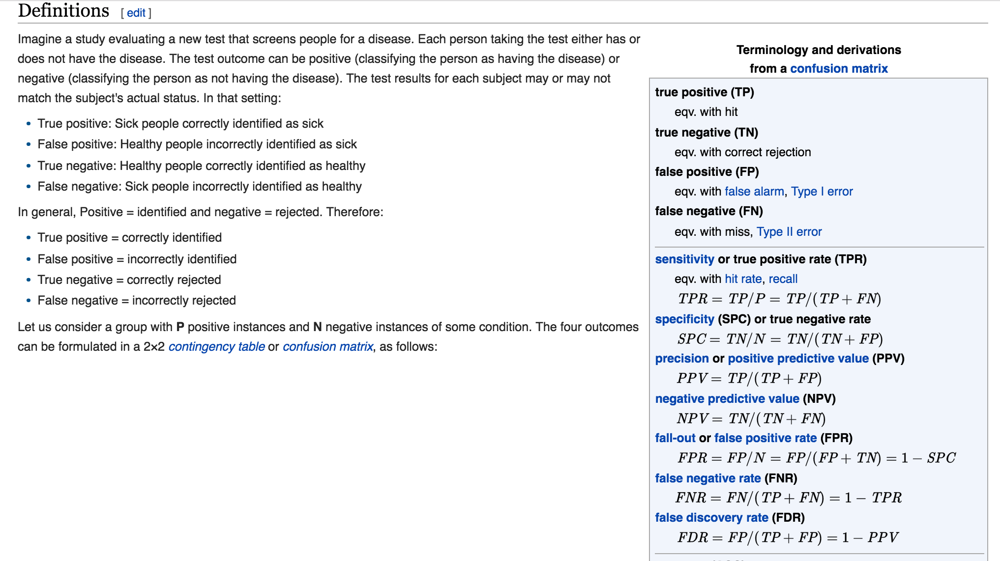 Definitions [ edit ]
Imagine a study evaluating a new test that screens people for a disease. Each person taking the test either has or
does not have the disease. The test outcome can be positive (classifying the person as having the disease) or
negative (classifying the person as not having the disease). The test results for each subject may or may not
match the subject's actual status. In that setting:
• True positive: Sick people correctly identified as sick
• False positive: Healthy people incorrectly identified as sick
• True negative: Healthy people correctly identified as healthy
• False negative: Sick people incorrectly identified as healthy
In general, Positive = identified and negative = rejected. Therefore:
• True positive = correctly identified
• False positive = incorrectly identified
• True negative = correctly rejected
• False negative = incorrectly rejected
Let us consider a group with P positive instances and N negative instances of some condition. The four outcomes
can be formulated in a 2×2 contingency table or confusion matrix, as follows:
Terminology and derivations
from a confusion matrix
true positive (TP)
eqv. with hit
true negative (TN)
eqv. with correct rejection
false positive (FP)
eqv. with false alarm, Type I error
false negative (FN)
eqv. with miss, Type II error
sensitivity or true positive rate (TPR)
eqv. with hit rate, recall
TPR = TP/P = TP/(TP + FN)
specificity (SPC) or true negative rate
SPC = TN/N = TN/(TN + FP)
precision or positive predictive value (PPV)
PPV = TP/(TP + FP)
negative predictive value (NPV)
NPV = TN/(TN + FN)
fall-out or false positive rate (FPR)
FPR = FP/N = FP/(FP + TN) = 1 − SPC
false negative rate (FNR)
FNR = FN/(TP + FN) = 1 − TPR
false discovery rate (FDR)
FDR = FP/(TP + FP) = 1 − PPV